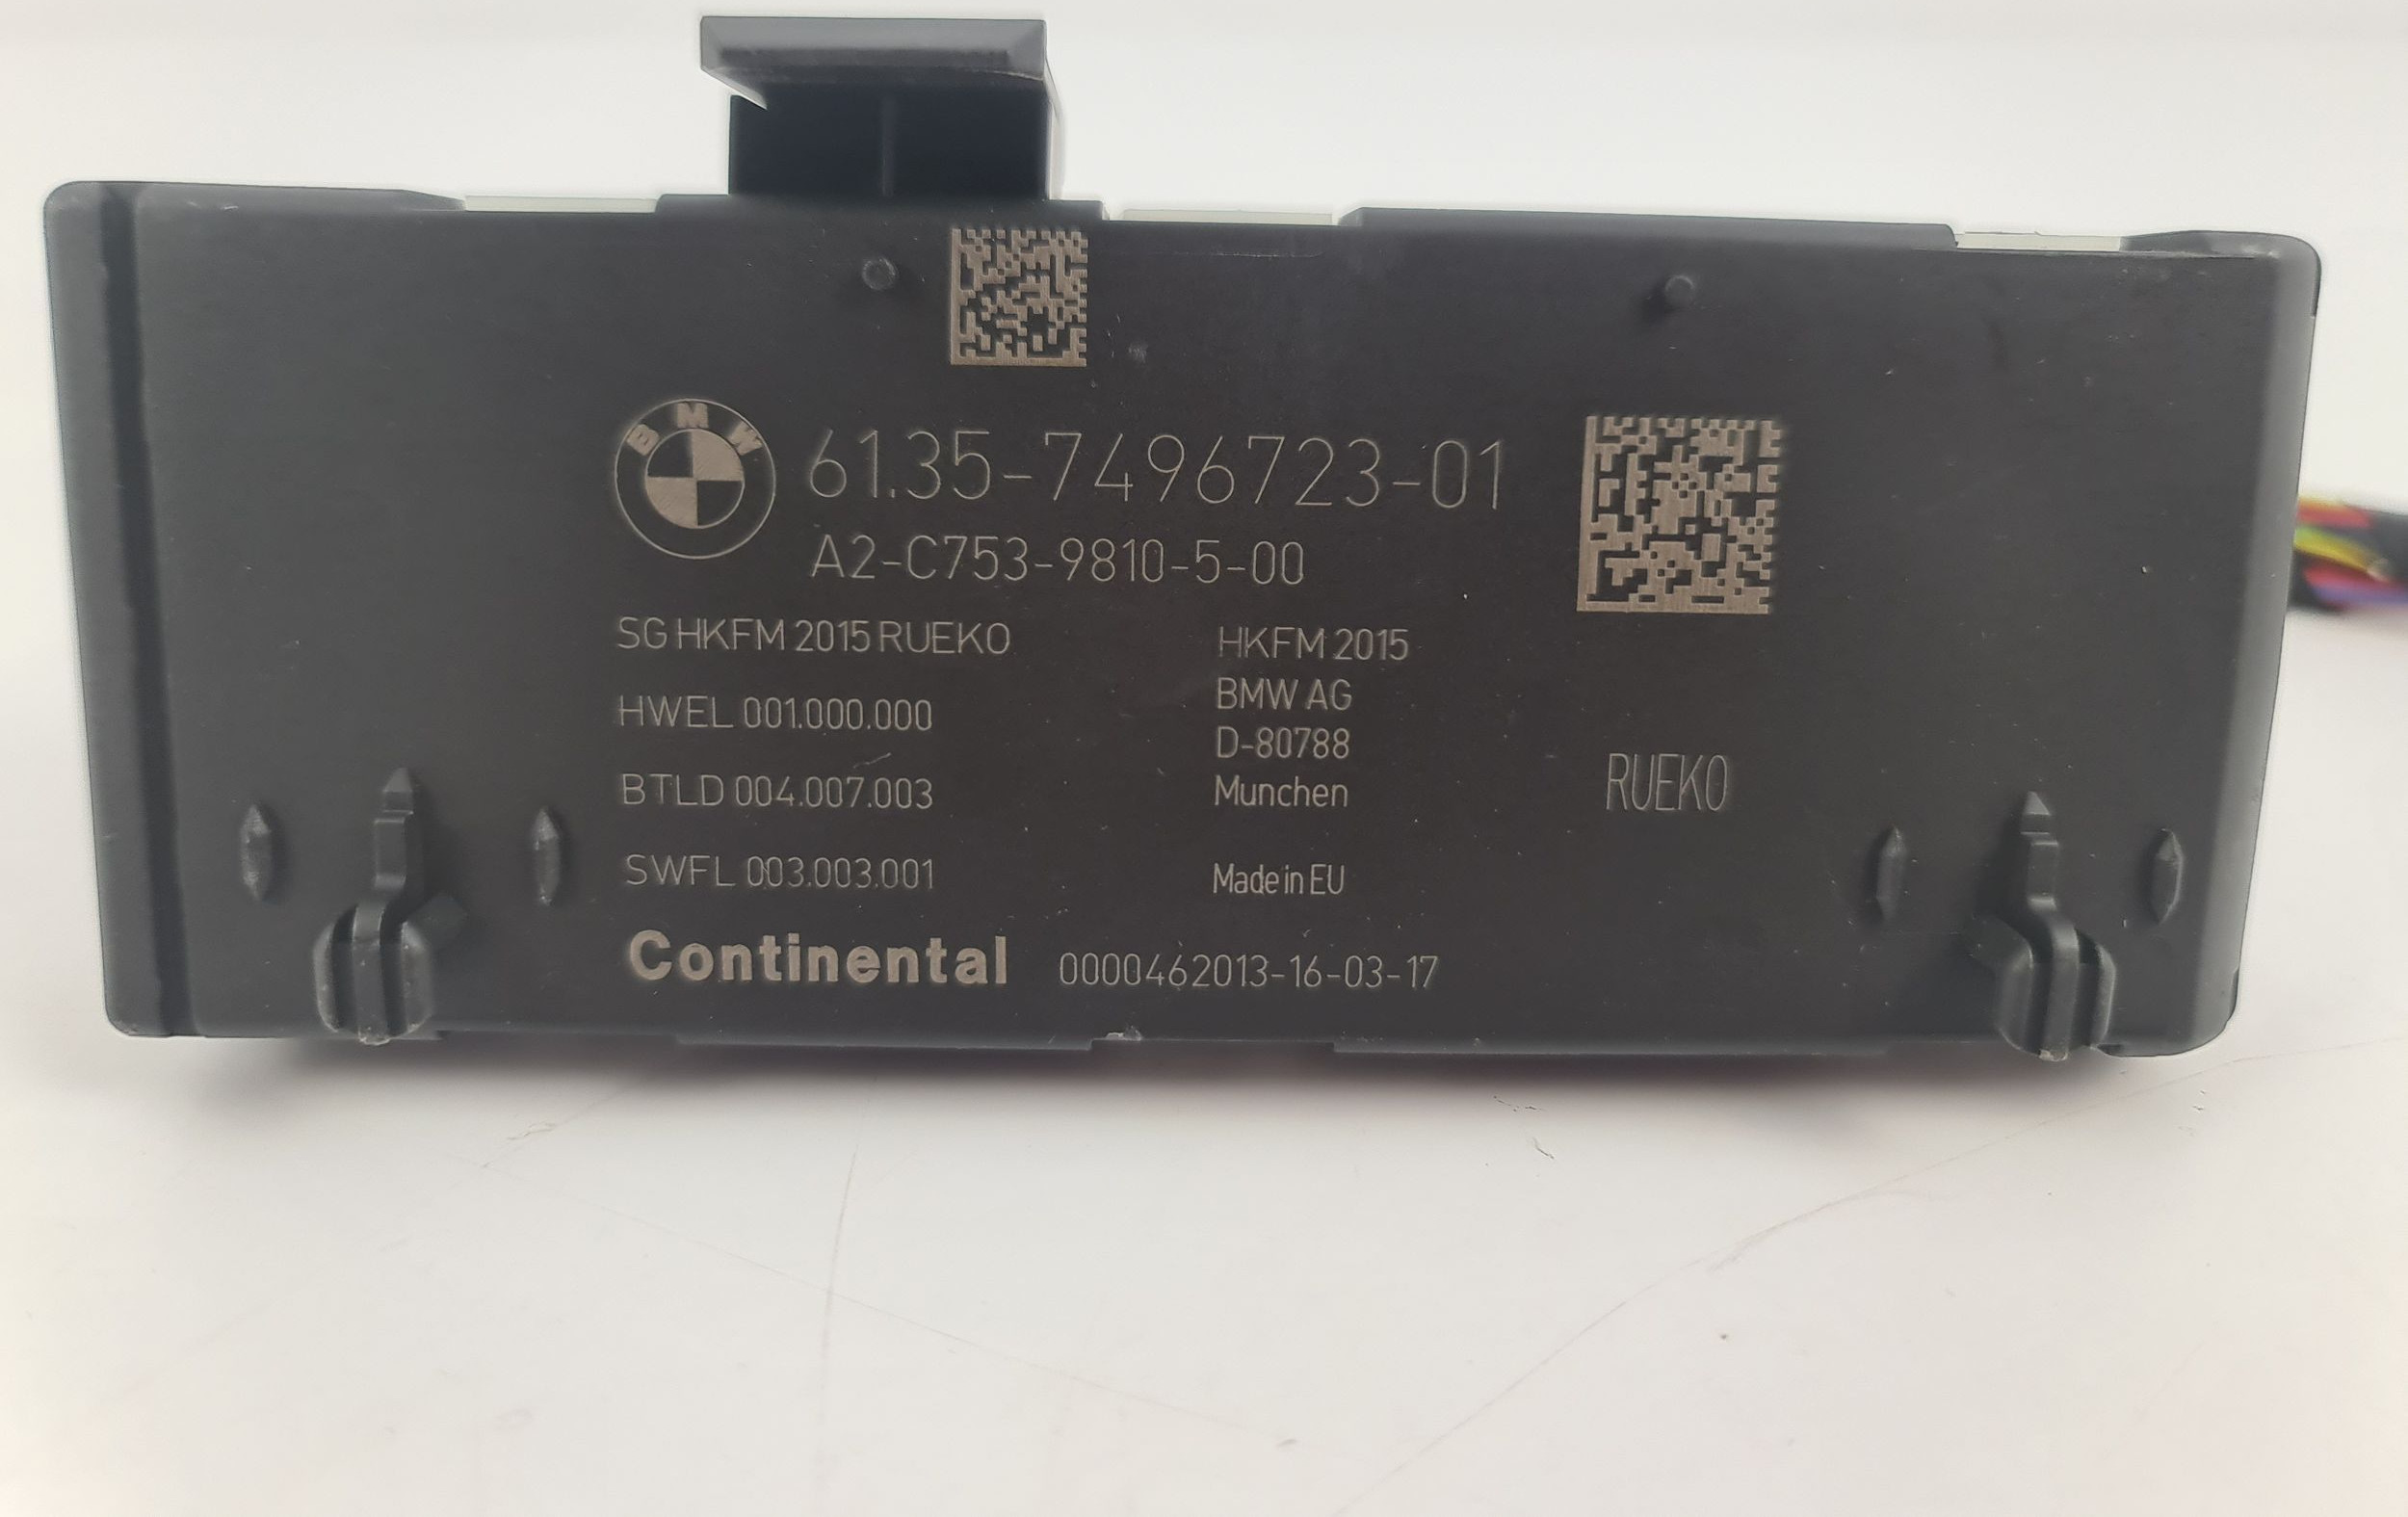 BMW
61.35-7496723-01
A2-C753-9810-5-00
SG HKFM 2015 RUEKO
HWEL 001.000.000
BTLD 004.007.003
SWFL 003.003.001
HKFM 2015
BMW AG
D-80788
Munchen
Made in EU
RUEKO
Continental 0000462013-16-03-17